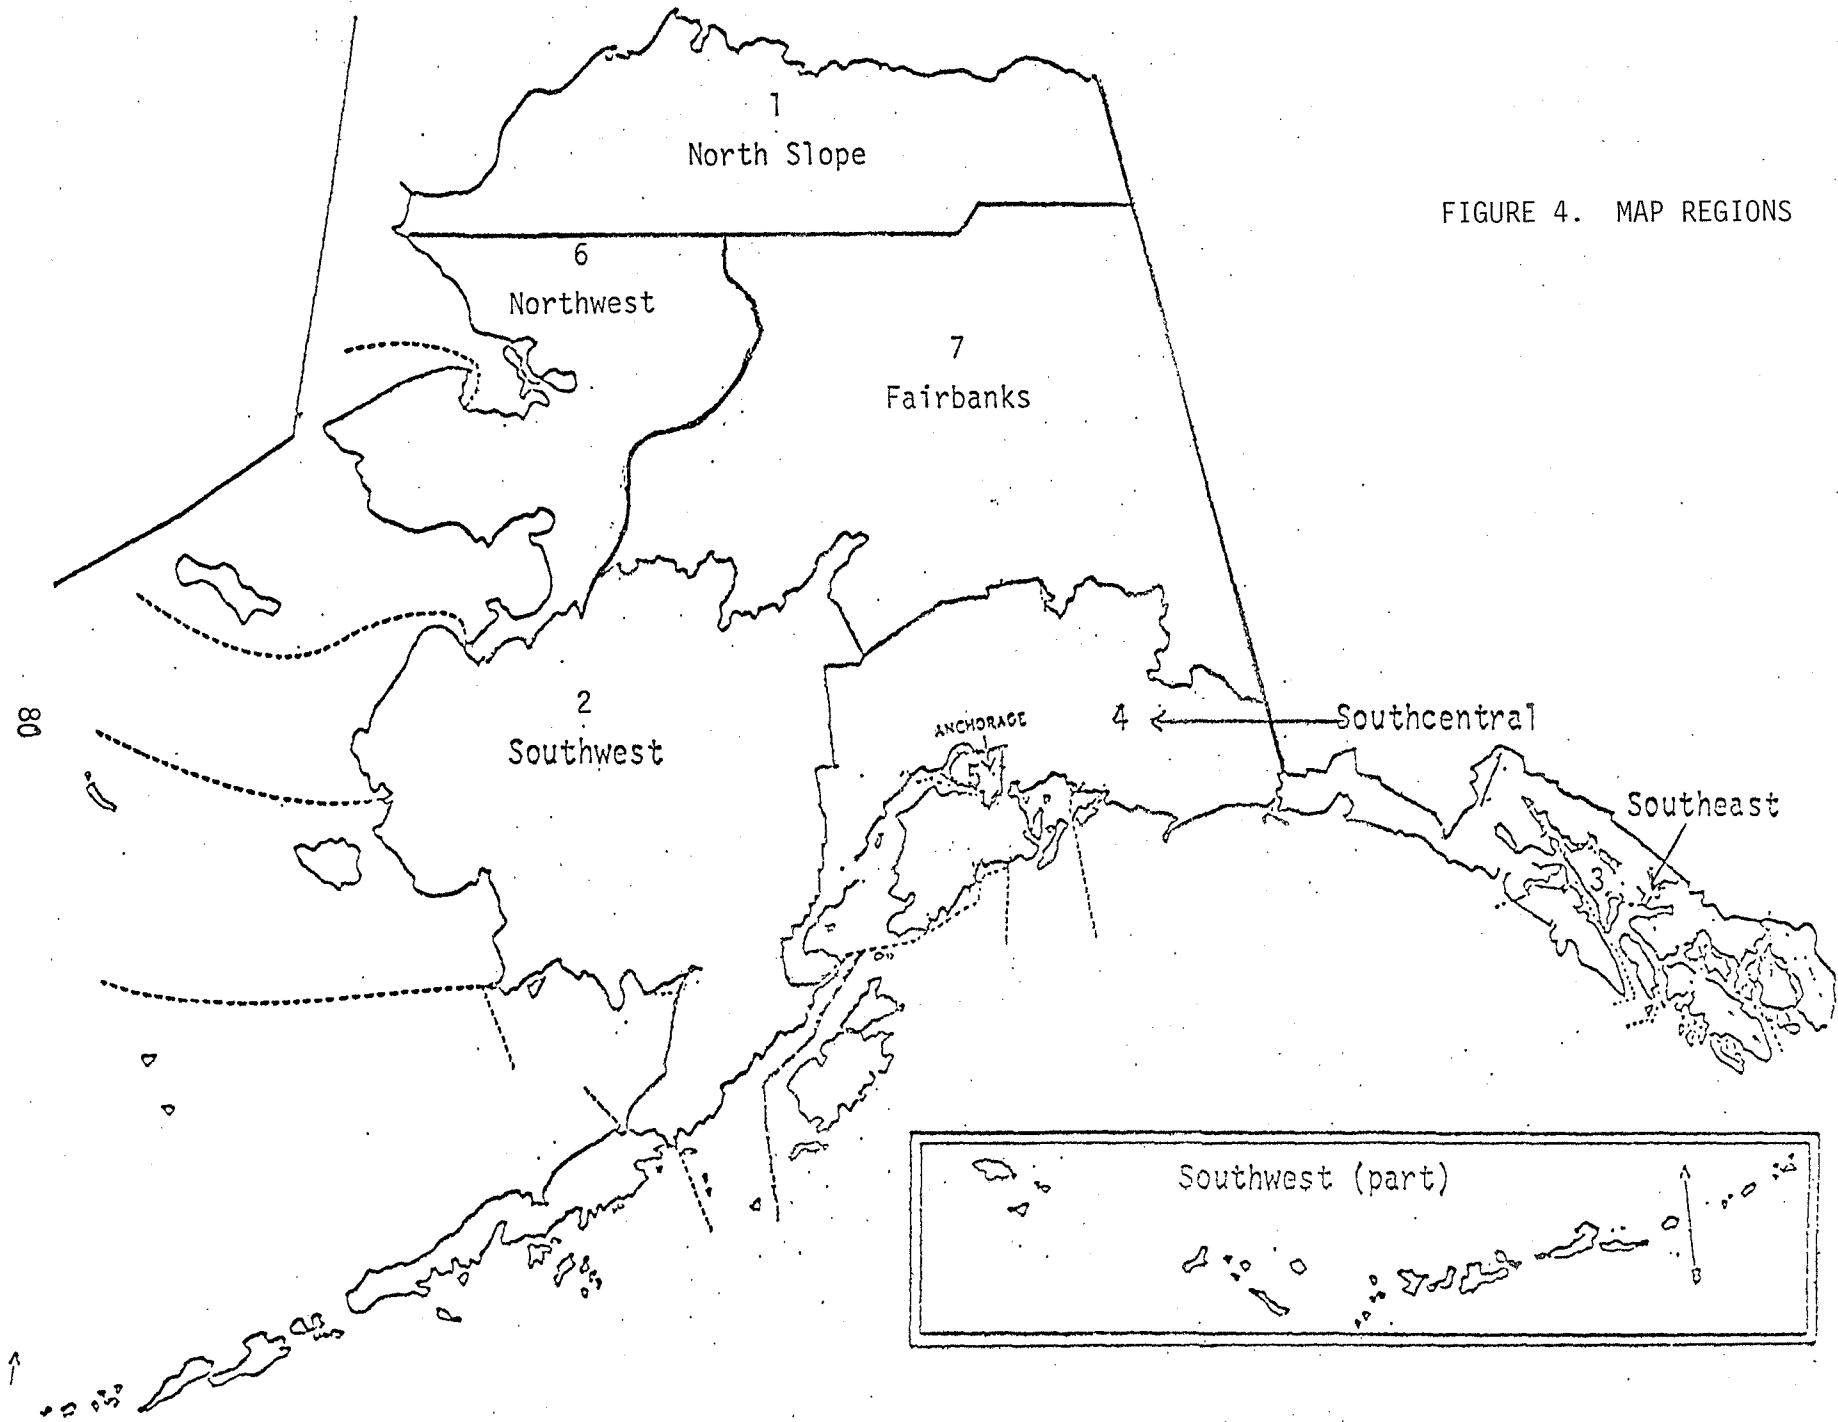 1
North Slope
FIGURE 4. MAP REGIONS
6
Northwest
7
Fairbanks
2
Southwest
ANCHORAGE
5
4
Southcentral
Southeast
3
80
Southwest (part)